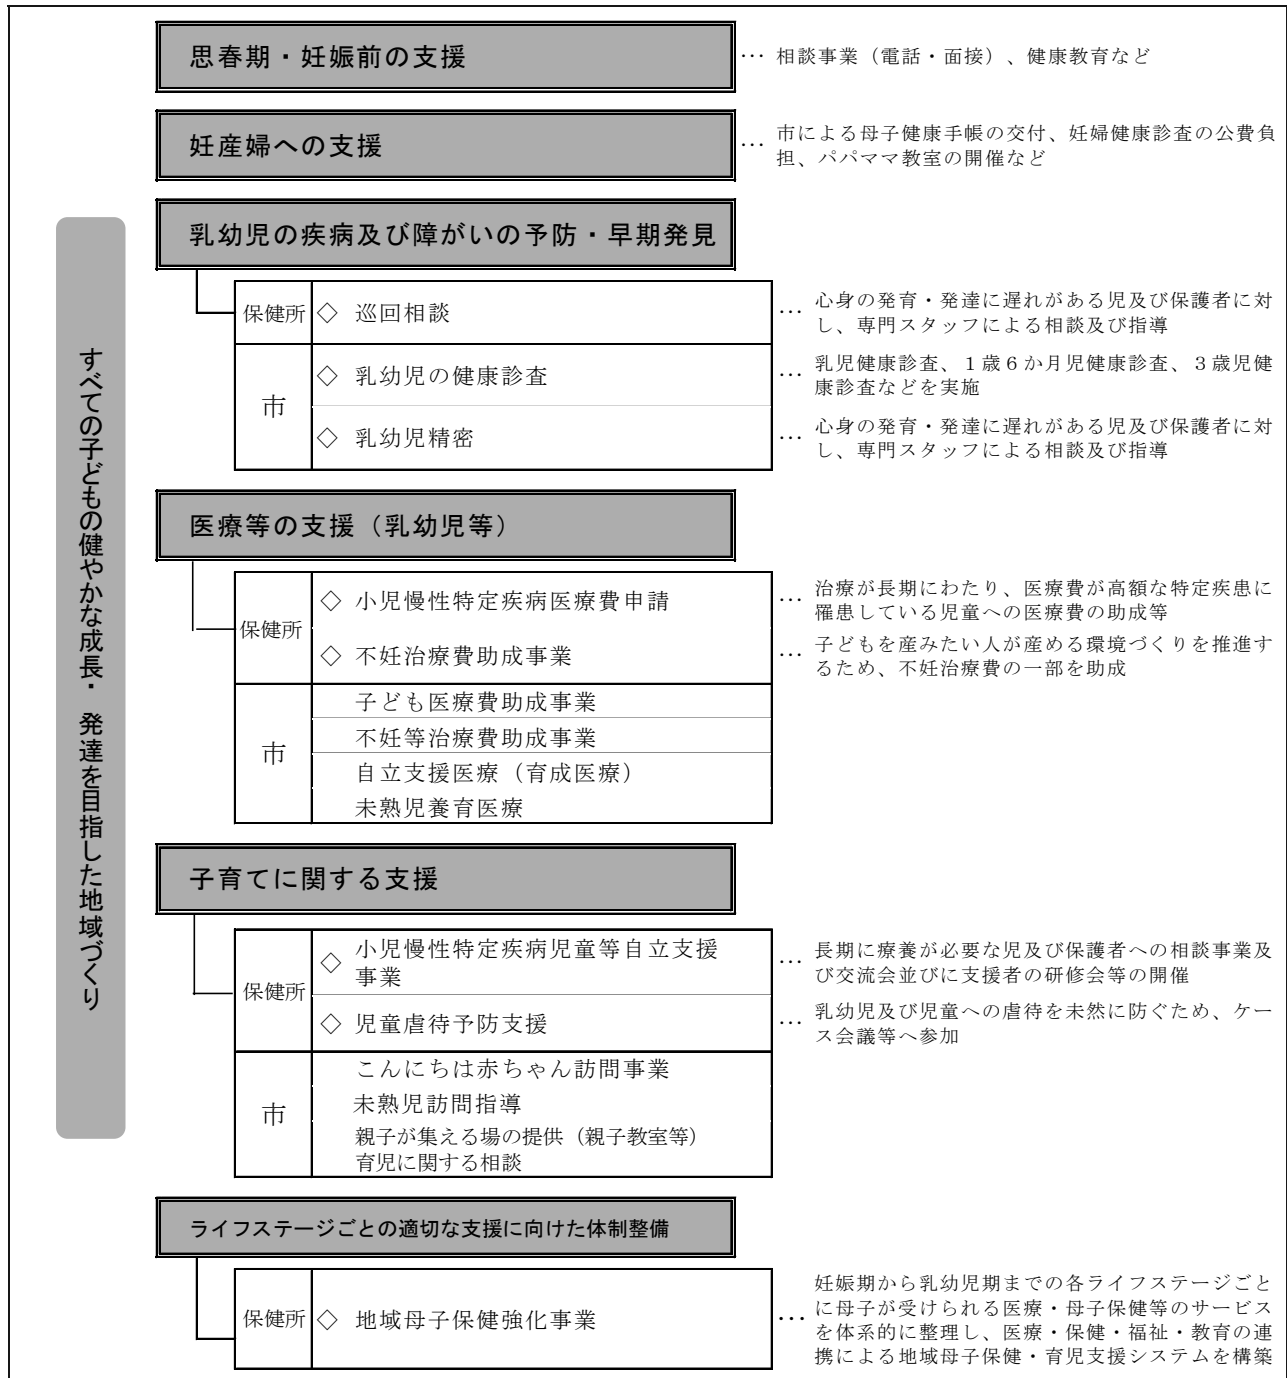 すべての子どもの健やかな成長・発達を目指した地域づくり
思春期・妊娠前の支援
… 相談事業（電話・面接）、健康教育など
妊産婦への支援
… 市による母子健康手帳の交付、妊婦健康診査の公費負
担、パパママ教室の開催など
乳幼児の疾病及び障がいの予防・早期発見
保健所
◇ 巡回相談
… 心身の発育・発達に遅れがある児及び保護者に対
し、専門スタッフによる相談及び指導
市
◇ 乳幼児の健康診査
… 乳児健康診査、１歳６か月児健康診査、３歳児健
康診査などを実施
◇ 乳幼児精密
… 心身の発育・発達に遅れがある児及び保護者に対
し、専門スタッフによる相談及び指導
医療等の支援（乳幼児等）
保健所
◇ 小児慢性特定疾病医療費申請
… 治療が長期にわたり、医療費が高額な特定疾患に
罹患している児童への医療費の助成等
◇ 不妊治療費助成事業
… 子どもを産みたい人が産める環境づくりを推進す
るため、不妊治療費の一部を助成
市
子ども医療費助成事業
不妊等治療費助成事業
自立支援医療（育成医療）
未熟児養育医療
子育てに関する支援
保健所
◇ 小児慢性特定疾病児童等自立支援
事業
… 長期に療養が必要な児及び保護者への相談事業及
び交流会並びに支援者の研修会等の開催
◇ 児童虐待予防支援
… 乳幼児及び児童への虐待を未然に防ぐため、ケー
ス会議等へ参加
市
こんにちは赤ちゃん訪問事業
未熟児訪問指導
親子が集える場の提供（親子教室等）
育児に関する相談
ライフステージごとの適切な支援に向けた体制整備
保健所
◇ 地域母子保健強化事業
妊娠期から乳幼児期までの各ライフステージごと
に母子が受けられる医療・母子保健等のサービス
… を体系的に整理し、医療・保健・福祉・教育の連
携による地域母子保健・育児支援システムを構築